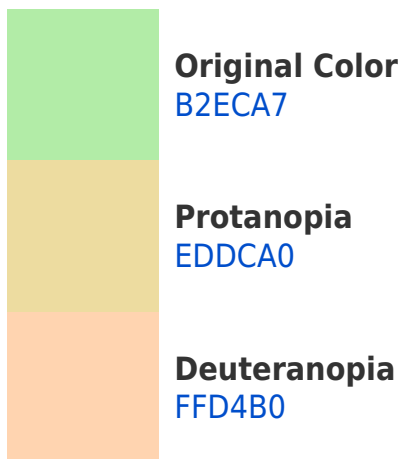 Original Color
B2ECA7
Protanopia
EDDCA0
Deuteranopia
FFD4B0